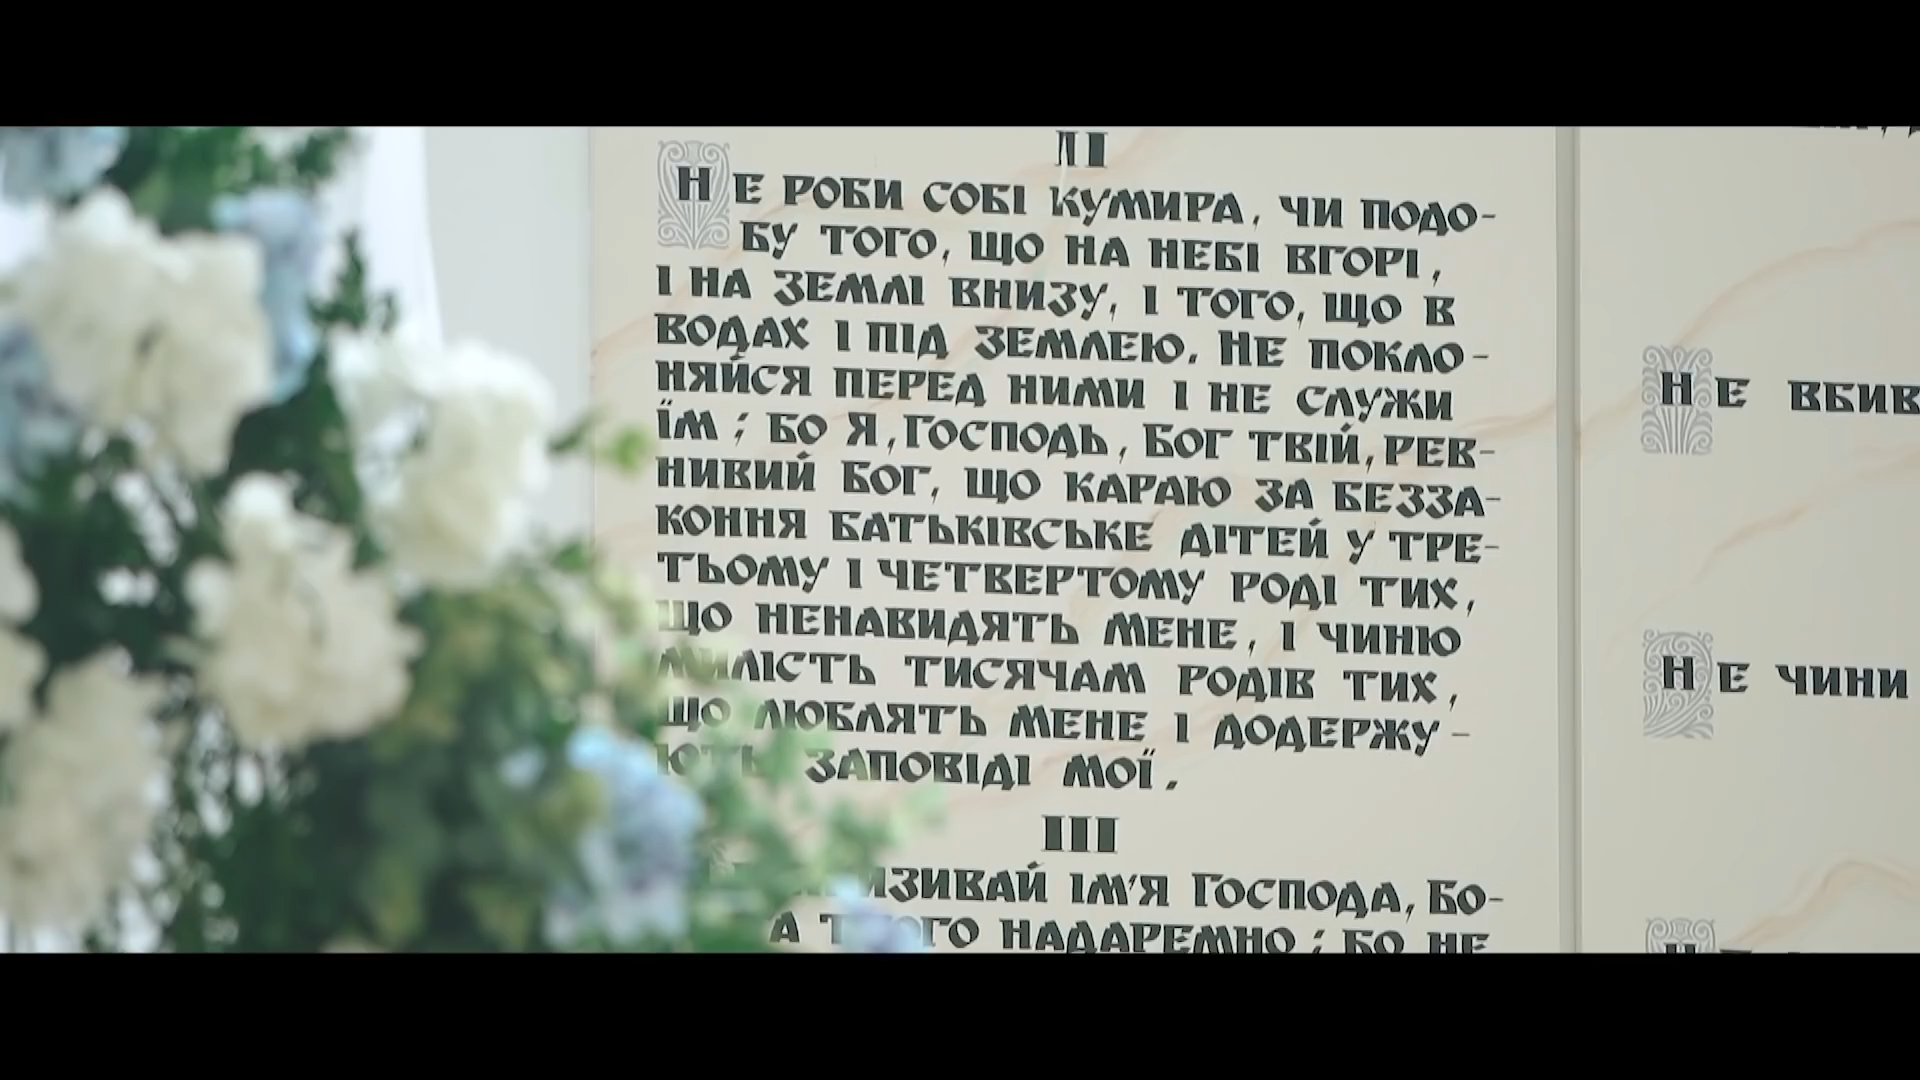 II
Не роби собі кумира, чи подо-
бу того, що на небі вгорі,
і на землі внизу, і того, що в
водах і під землею. Не покло-
няйся перед ними і не служи
їм; бо Я, Господь, Бог твій, рев-
нивий Бог, що караю за безза-
коння батьківське дітей у тре-
тьому і четвертому роді тих,
що ненавидять мене, і чиню
милість тисячам родів тих,
що люблять мене і додержу-
ють заповіді мої.
III
ім'я Господа, Бо-
надаремно; бо не
Не
Не чини